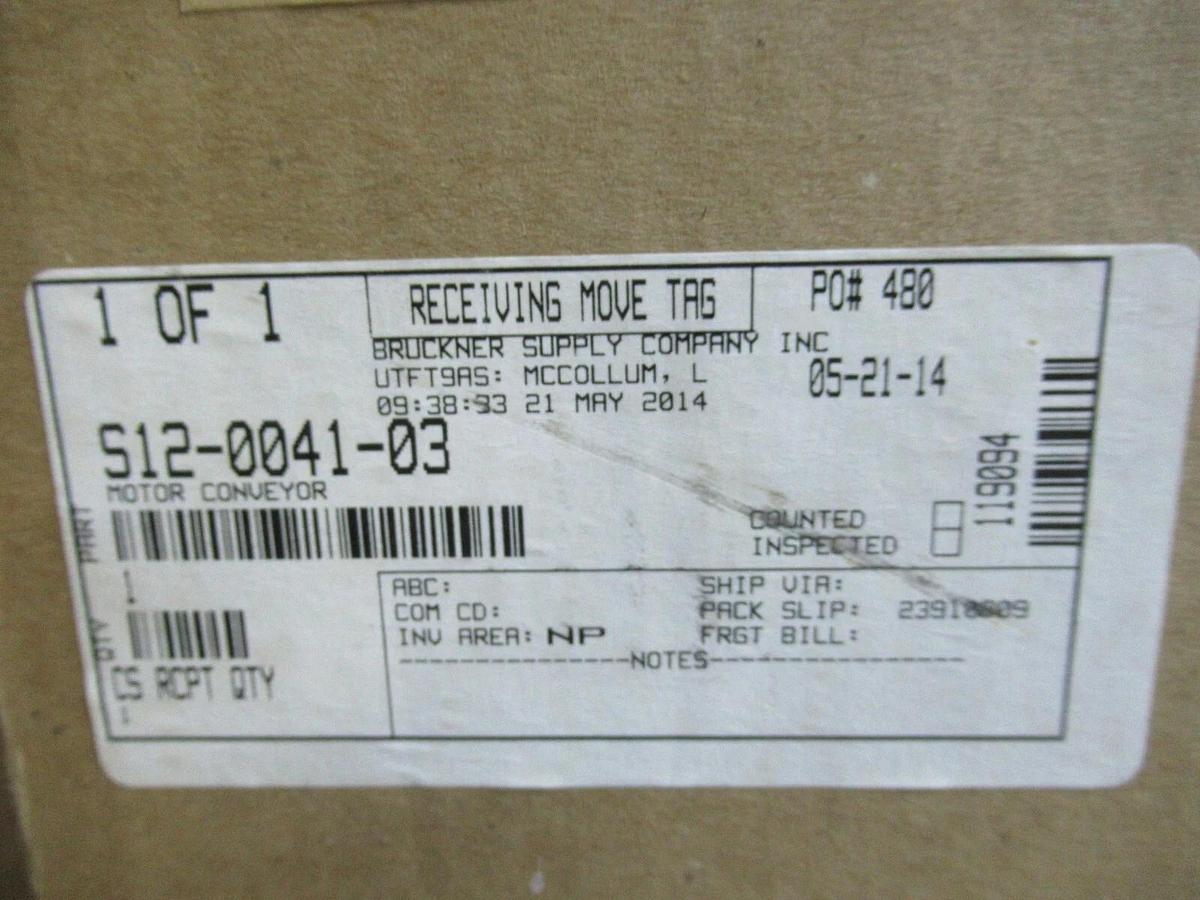 1 OF 1
RECEIVING MOVE TAG
PO# 480
BRUCKNER SUPPLY COMPANY INC
UTFT9AS: MCCOLLUM, L
05-21-14
21 MAY 2014
S12-0041-03
MOTOR CONVEYOR
PART
119094
COUNTED
INSPECTED
1
QTY
CS RCPT QTY
1
ABC:
COM CD:
INV AREA: NP
SHIP VIA:
PACK SLIP:
FRGT BILL:
NOTES